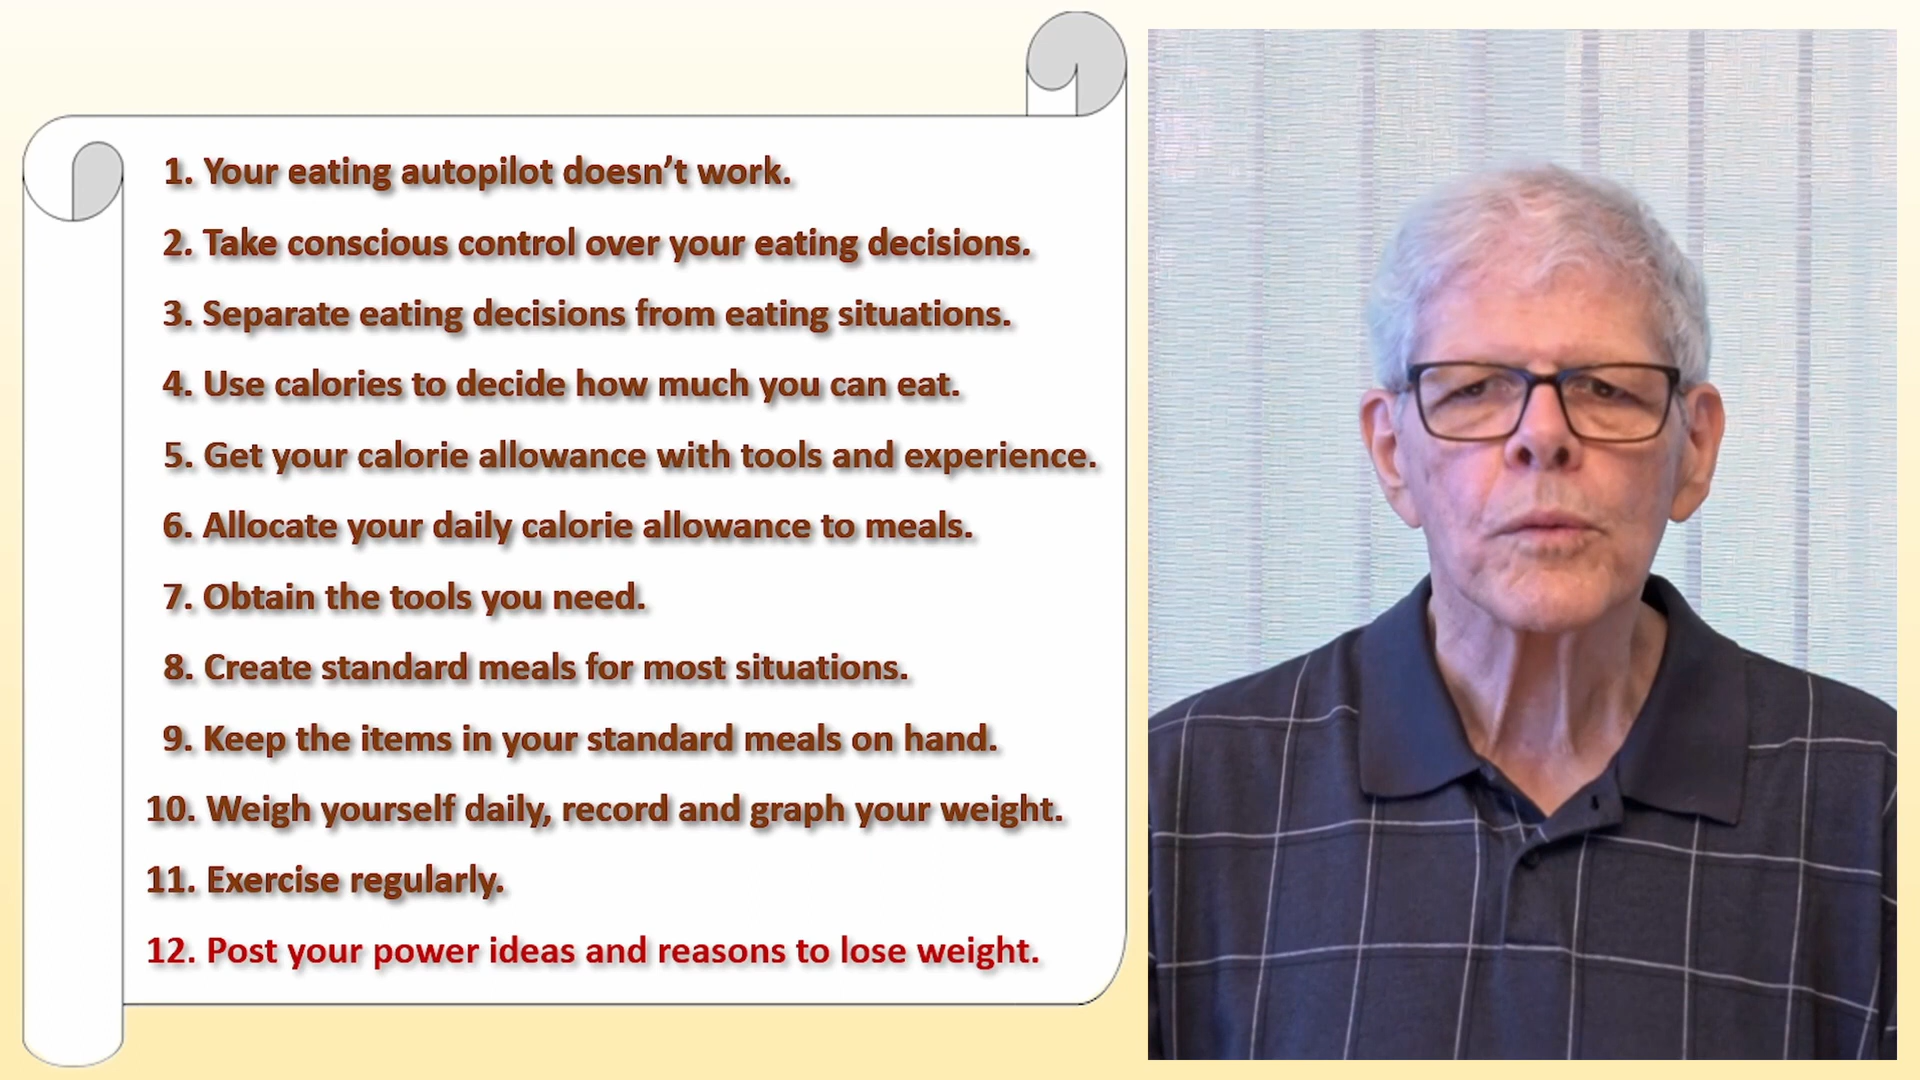 1. Your eating autopilot doesn’t work.
2. Take conscious control over your eating decisions.
3. Separate eating decisions from eating situations.
4. Use calories to decide how much you can eat.
5. Get your calorie allowance with tools and experience.
6. Allocate your daily calorie allowance to meals.
7. Obtain the tools you need.
8. Create standard meals for most situations.
9. Keep the items in your standard meals on hand.
10. Weigh yourself daily, record and graph your weight.
11. Exercise regularly.
12. Post your power ideas and reasons to lose weight.